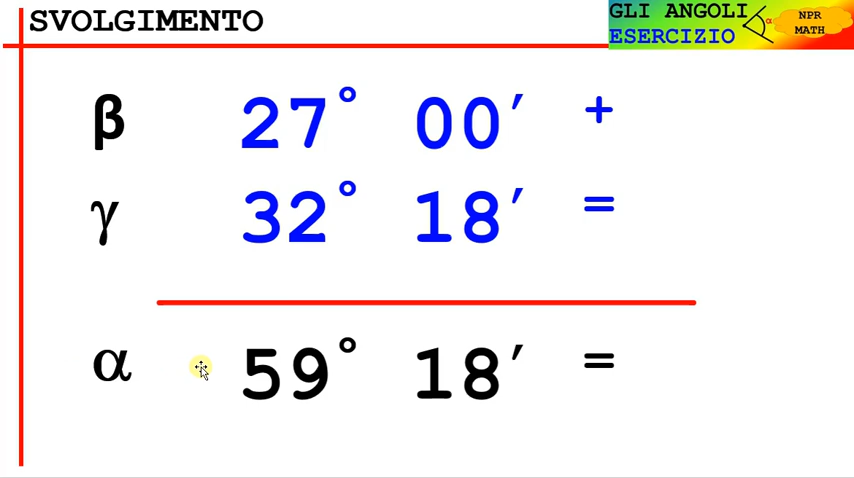 SVOLGIMENTO
GLI ANGOLI
ESERCIZIO
α
NPR
MATH
β 27° 00′ +
γ 32° 18′ =
α 59° 18′ =